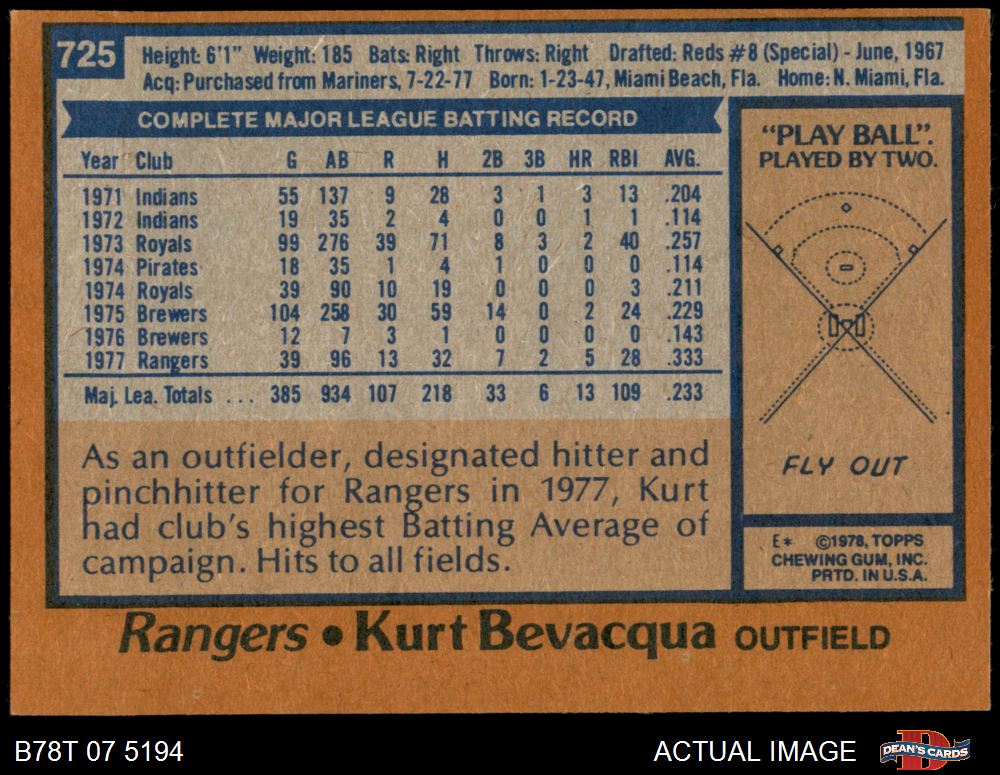 725
Height: 6'1" Weight: 185 Bats: Right Throws: Right Drafted: Reds #8 (Special) - June, 1967
Acq: Purchased from Mariners, 7-22-77 Born: 1-23-47, Miami Beach, Fla. Home: N. Miami, Fla.
COMPLETE MAJOR LEAGUE BATTING RECORD
Year Club G AB R H 2B 3B HR RBI AVG.
1971 Indians 55 137 9 28 3 1 3 13 .204
1972 Indians 19 35 2 4 0 0 1 1 .114
1973 Royals 99 276 39 71 8 3 2 40 .257
1974 Pirates 18 35 1 4 1 0 0 0 .114
1974 Royals 39 90 10 19 0 0 0 3 .211
1975 Brewers 104 258 30 59 14 0 2 24 .229
1976 Brewers 12 7 3 1 0 0 0 0 .143
1977 Rangers 39 96 13 32 7 2 5 28 .333
Maj. Lea. Totals ... 385 934 107 218 33 6 13 109 .233
As an outfielder, designated hitter and
pinchhitter for Rangers in 1977, Kurt
had club's highest Batting Average of
campaign. Hits to all fields.
"PLAY BALL".
PLAYED BY TWO.
FLY OUT
E* ©1978, TOPPS
CHEWING GUM, INC.
PRTD. IN U.S.A.
Rangers • Kurt Bevacqua OUTFIELD
B78T 07 5194
ACTUAL IMAGE
D
DEAN'S CARDS